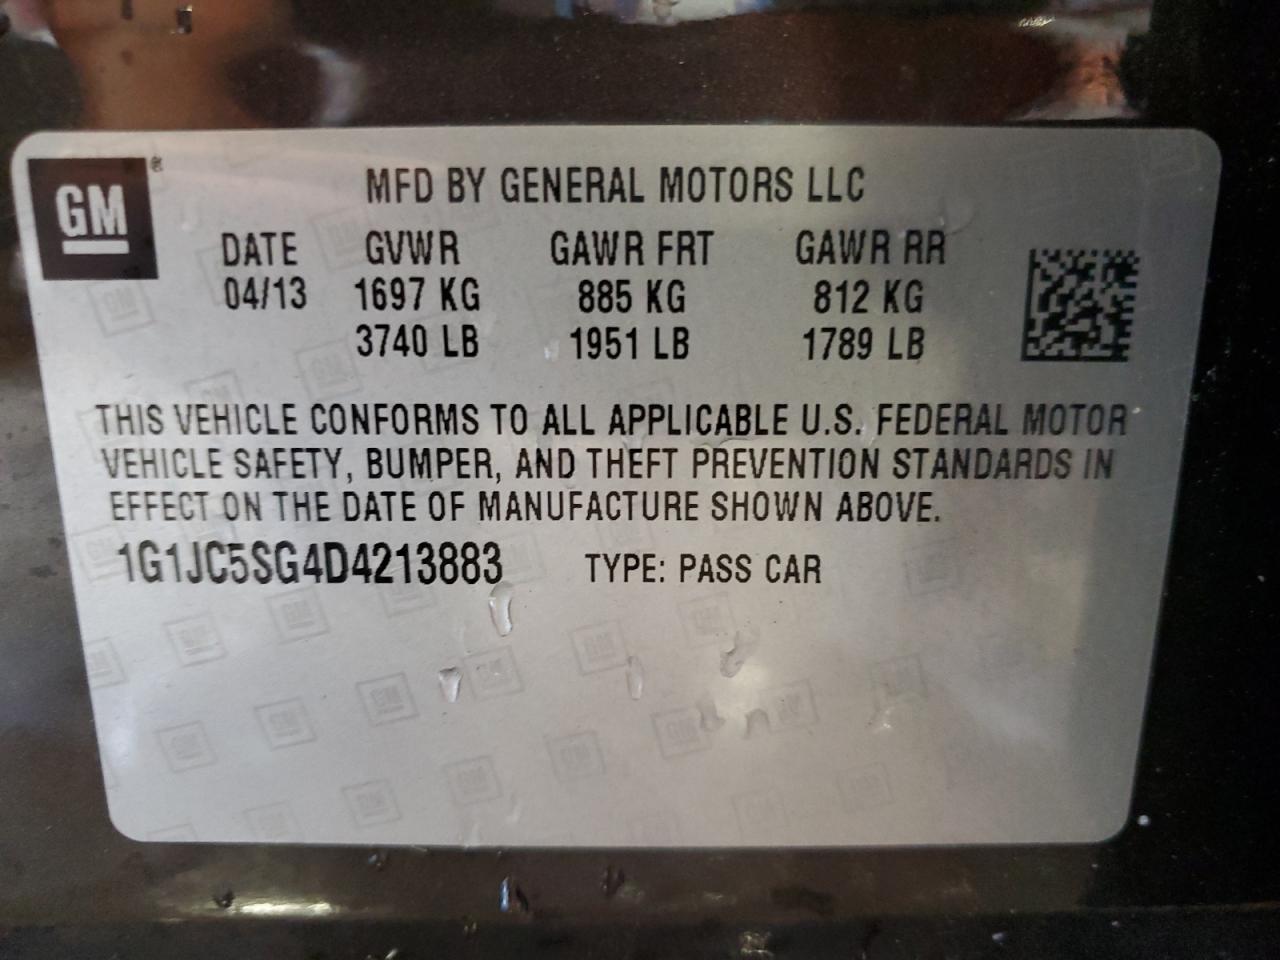 GM
MFD BY GENERAL MOTORS LLC
DATE GVWR GAWR FRT GAWR RR
04/13 1697 KG 885 KG 812 KG
3740 LB 1951 LB 1789 LB
THIS VEHICLE CONFORMS TO ALL APPLICABLE U.S. FEDERAL MOTOR
VEHICLE SAFETY, BUMPER, AND THEFT PREVENTION STANDARDS IN
EFFECT ON THE DATE OF MANUFACTURE SHOWN ABOVE.
1G1JC5SG4D4213883 TYPE: PASS CAR